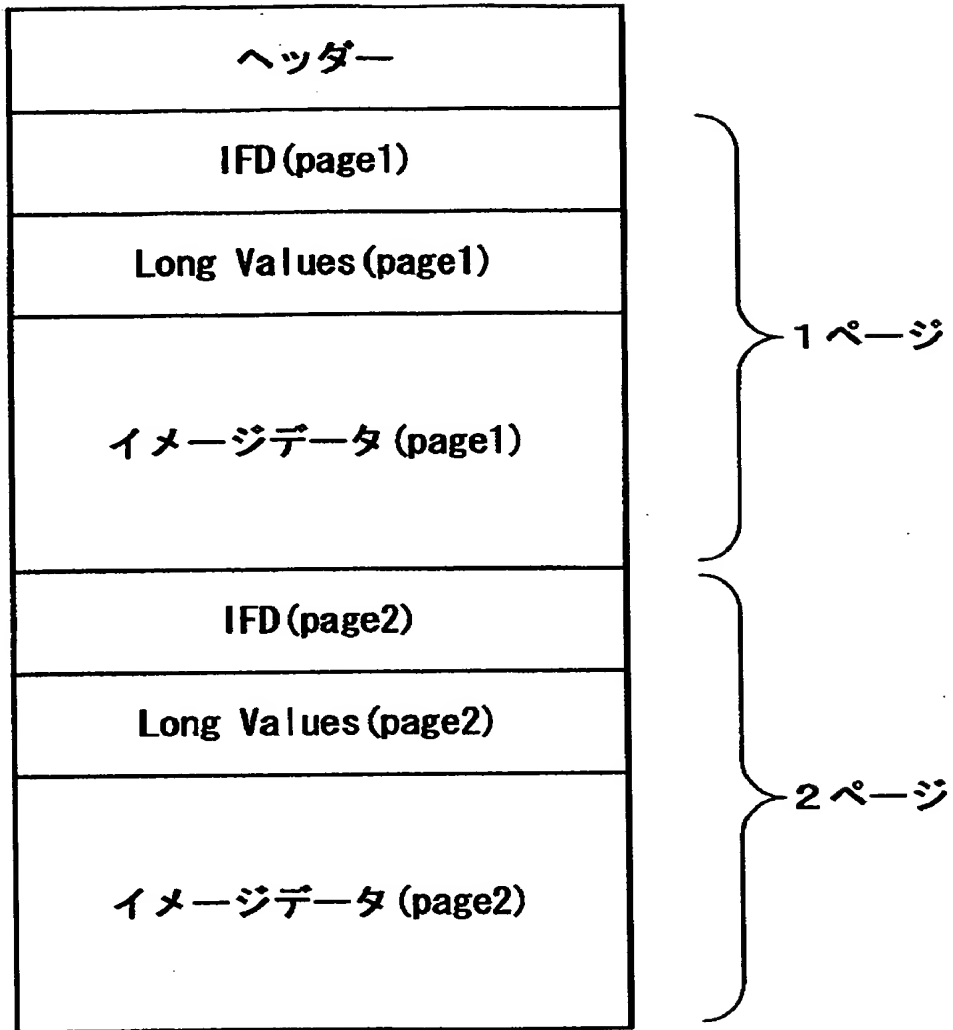 ヘッダー
IFD(page1)
Long Values(page1)
イメージデータ(page1)
1ページ
IFD(page2)
Long Values(page2)
イメージデータ(page2)
2ページ